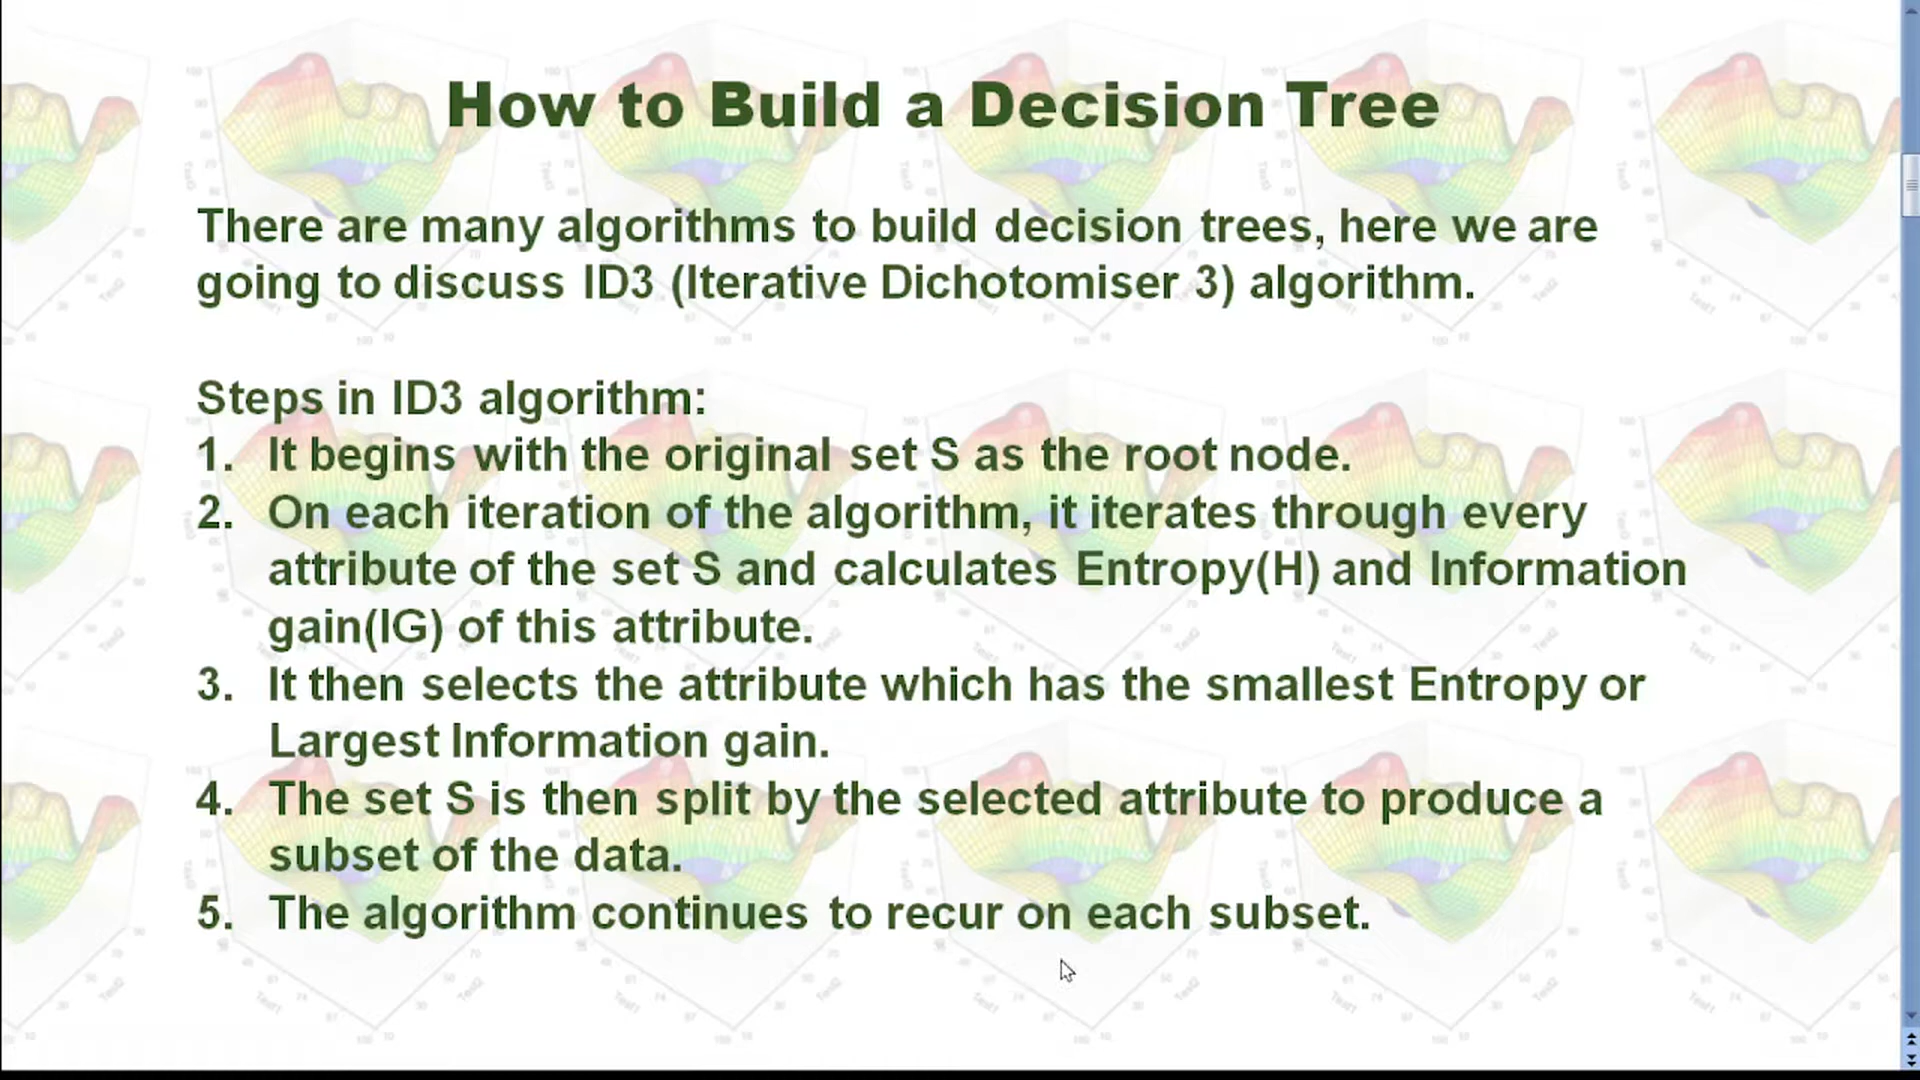 How to Build a Decision Tree
There are many algorithms to build decision trees, here we are
going to discuss ID3 (Iterative Dichotomiser 3) algorithm.
Steps in ID3 algorithm:
1. It begins with the original set S as the root node.
2. On each iteration of the algorithm, it iterates through every
attribute of the set S and calculates Entropy(H) and Information
gain(IG) of this attribute.
3. It then selects the attribute which has the smallest Entropy or
Largest Information gain.
4. The set S is then split by the selected attribute to produce a
subset of the data.
5. The algorithm continues to recur on each subset.